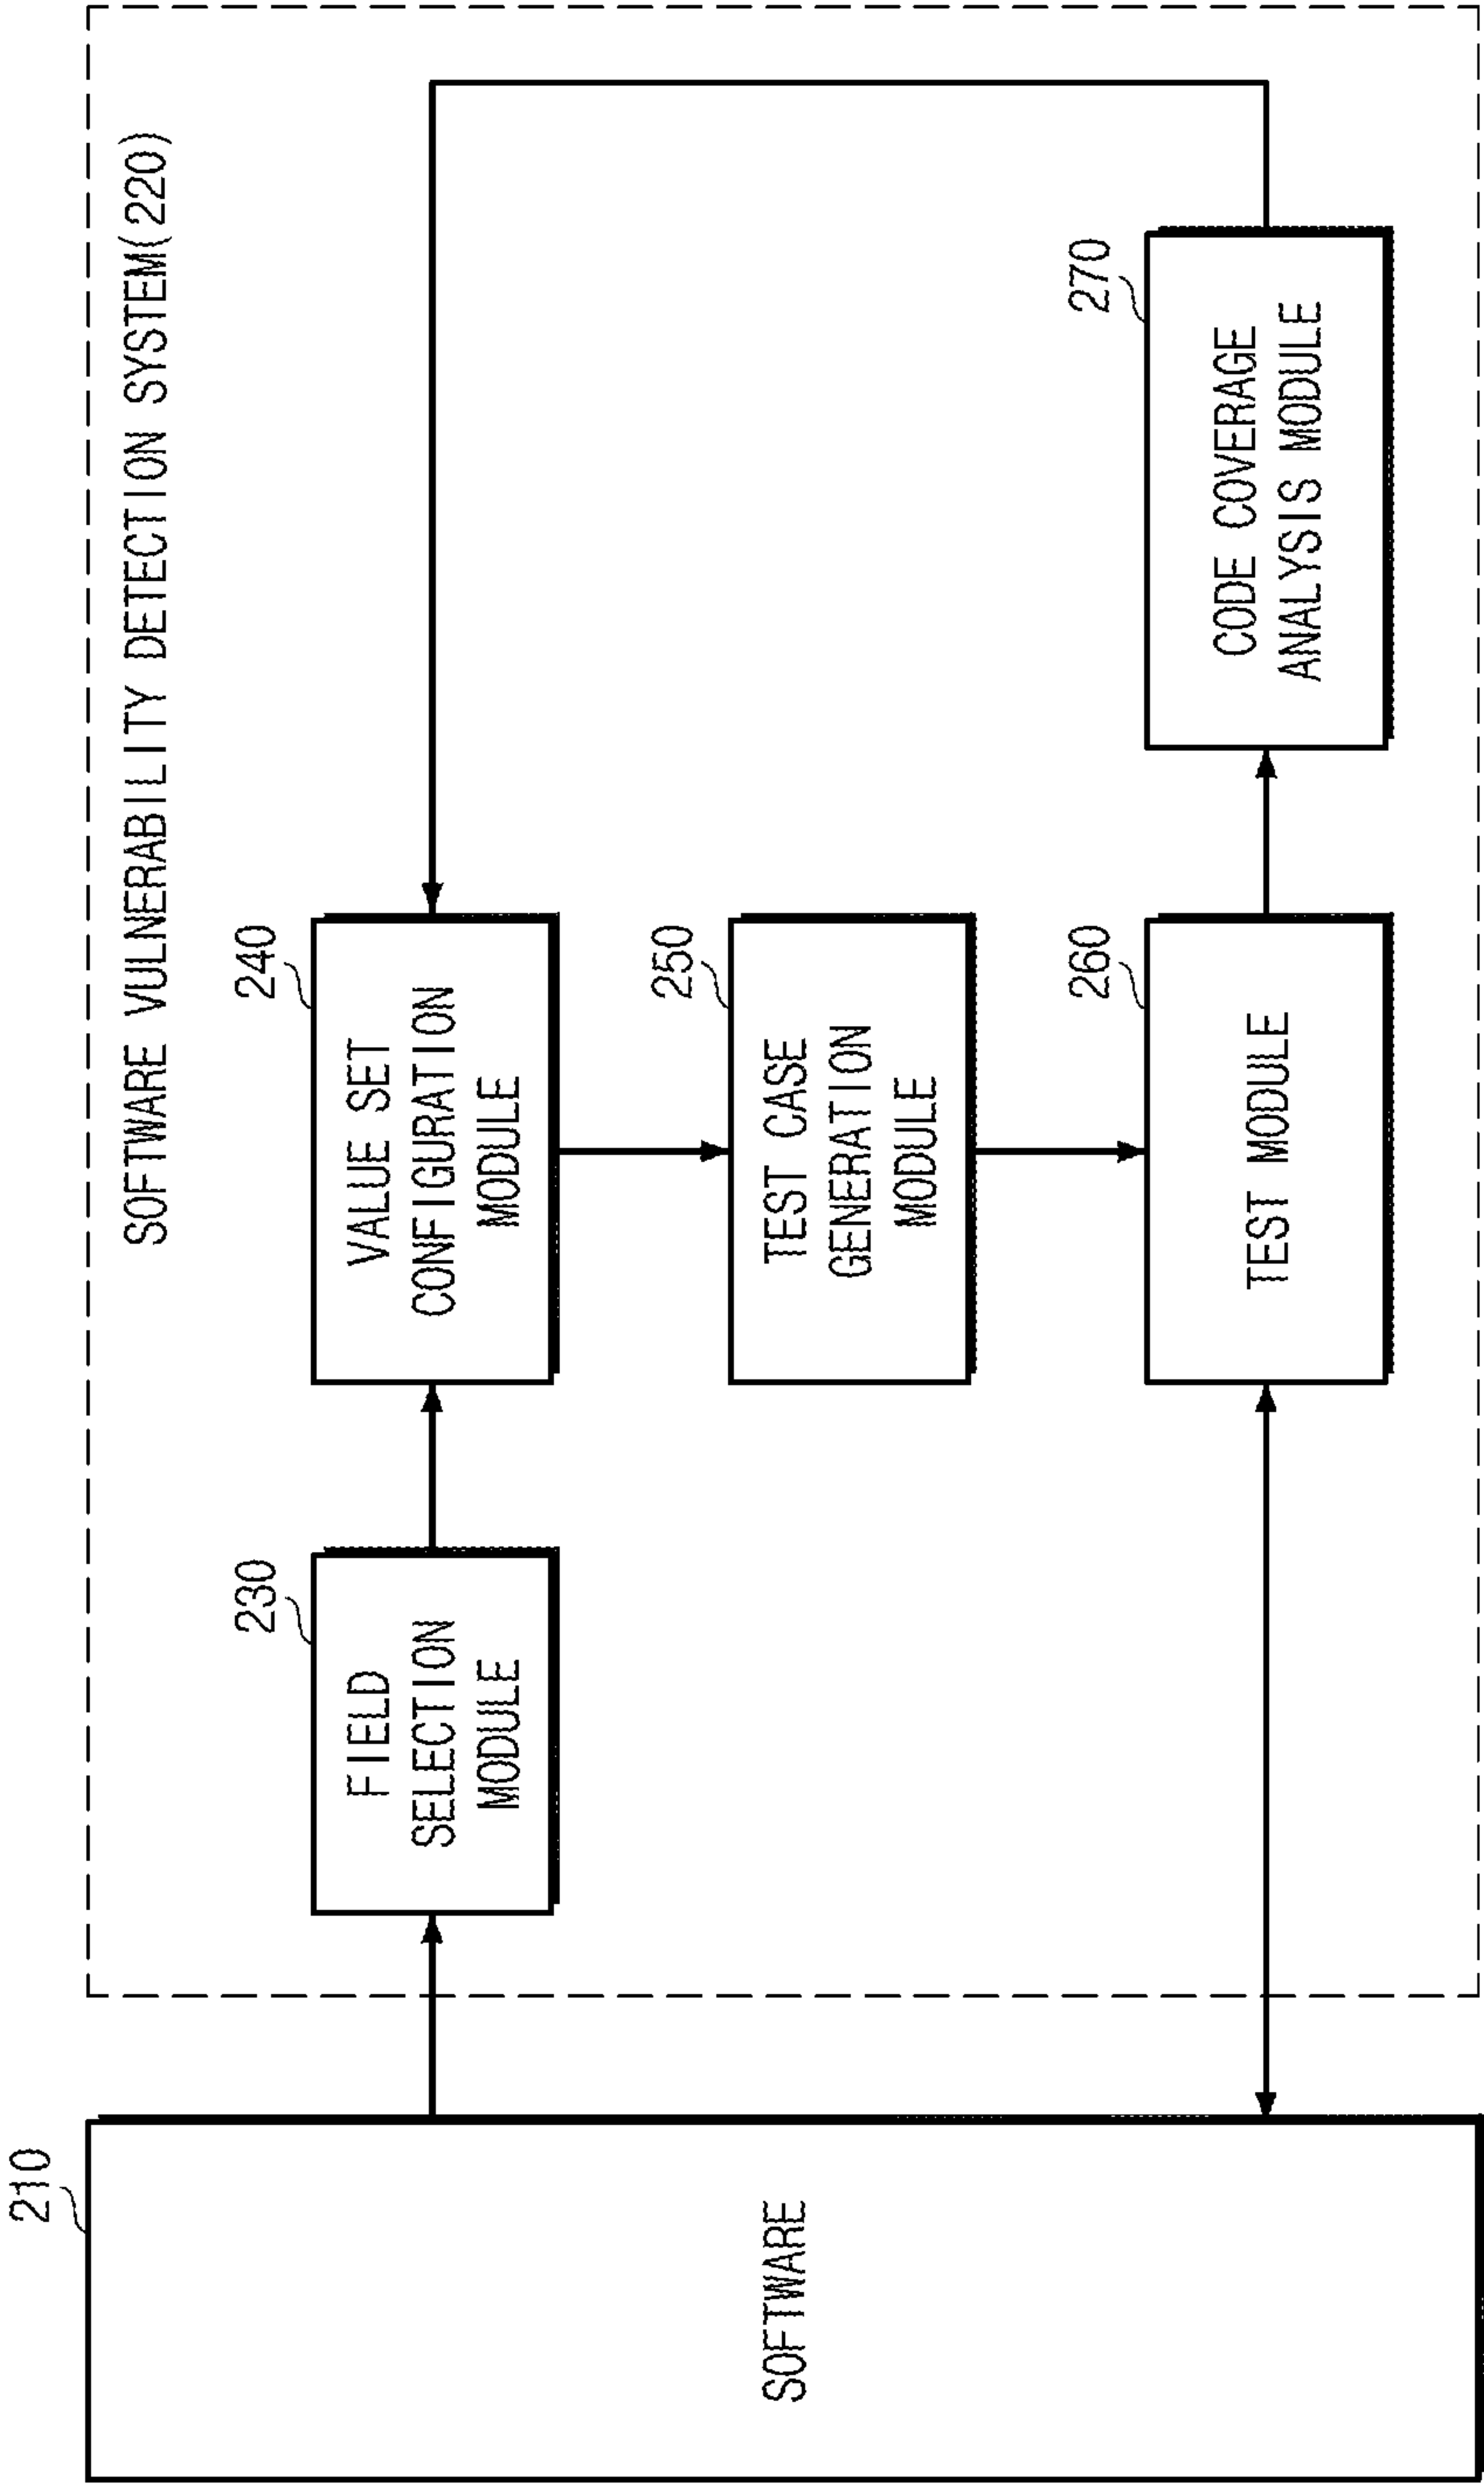 210
SOFTWARE
SOFTWARE VULNERABILITY DETECTION SYSTEM(220)
230
FIELD
SELECTION
MODULE
240
VALUE SET
CONFIGURATION
MODULE
250
TEST CASE
GENERATION
MODULE
260
TEST MODULE
270
CODE COVERAGE
ANALYSIS MODULE